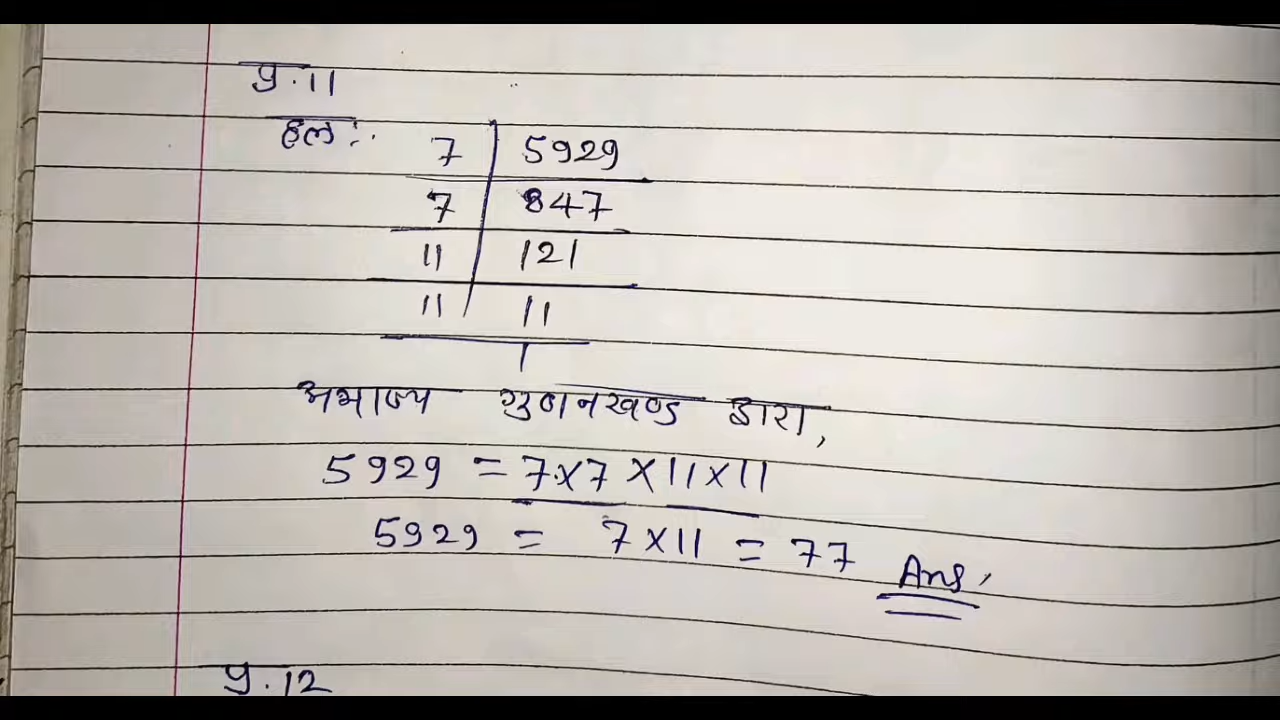 प्र.11
हल:.
7 | 5929
7 | 847
11 | 121
11 | 11
1
अभाज्य गुणनखण्ड द्वारा,
5929 = 7×7 ×11×11
5929 = 7×11 = 77 Ans.
प्र.12